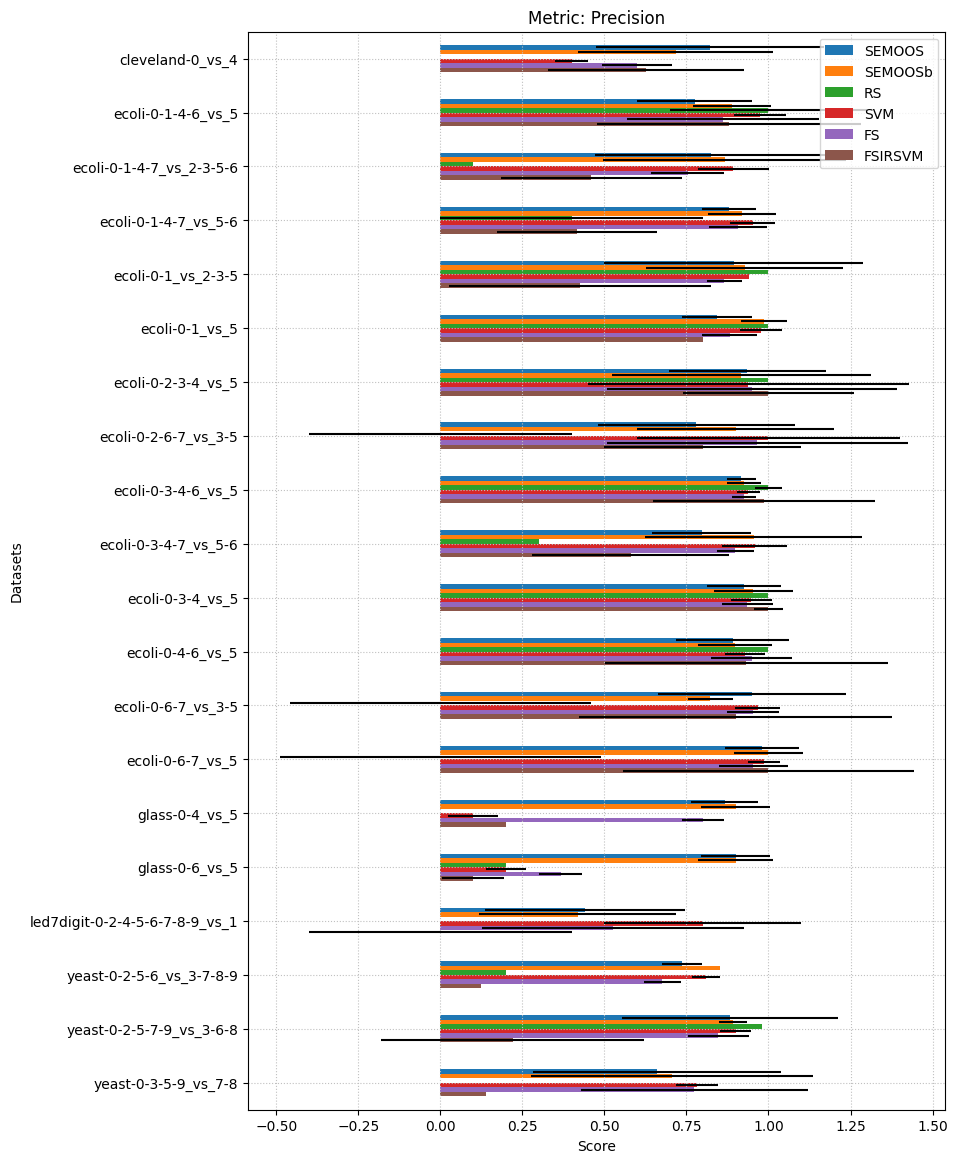 Metric: Precision
cleveland-0_vs_4
ecoli-0-1-4-6_vs_5
ecoli-0-1-4-7_vs_2-3-5-6
ecoli-0-1-4-7_vs_5-6
ecoli-0-1_vs_2-3-5
ecoli-0-1_vs_5
ecoli-0-2-3-4_vs_5
ecoli-0-2-6-7_vs_3-5
ecoli-0-3-4-6_vs_5
ecoli-0-3-4-7_vs_5-6
ecoli-0-3-4_vs_5
ecoli-0-4-6_vs_5
ecoli-0-6-7_vs_3-5
ecoli-0-6-7_vs_5
glass-0-4_vs_5
glass-0-6_vs_5
led7digit-0-2-4-5-6-7-8-9_vs_1
yeast-0-2-5-6_vs_3-7-8-9
yeast-0-2-5-7-9_vs_3-6-8
yeast-0-3-5-9_vs_7-8
Datasets
SEMOOS
SEMOOSb
RS
SVM
FS
FSIRSVM
−0.50 −0.25 0.00 0.25 0.50 0.75 1.00 1.25 1.50
Score